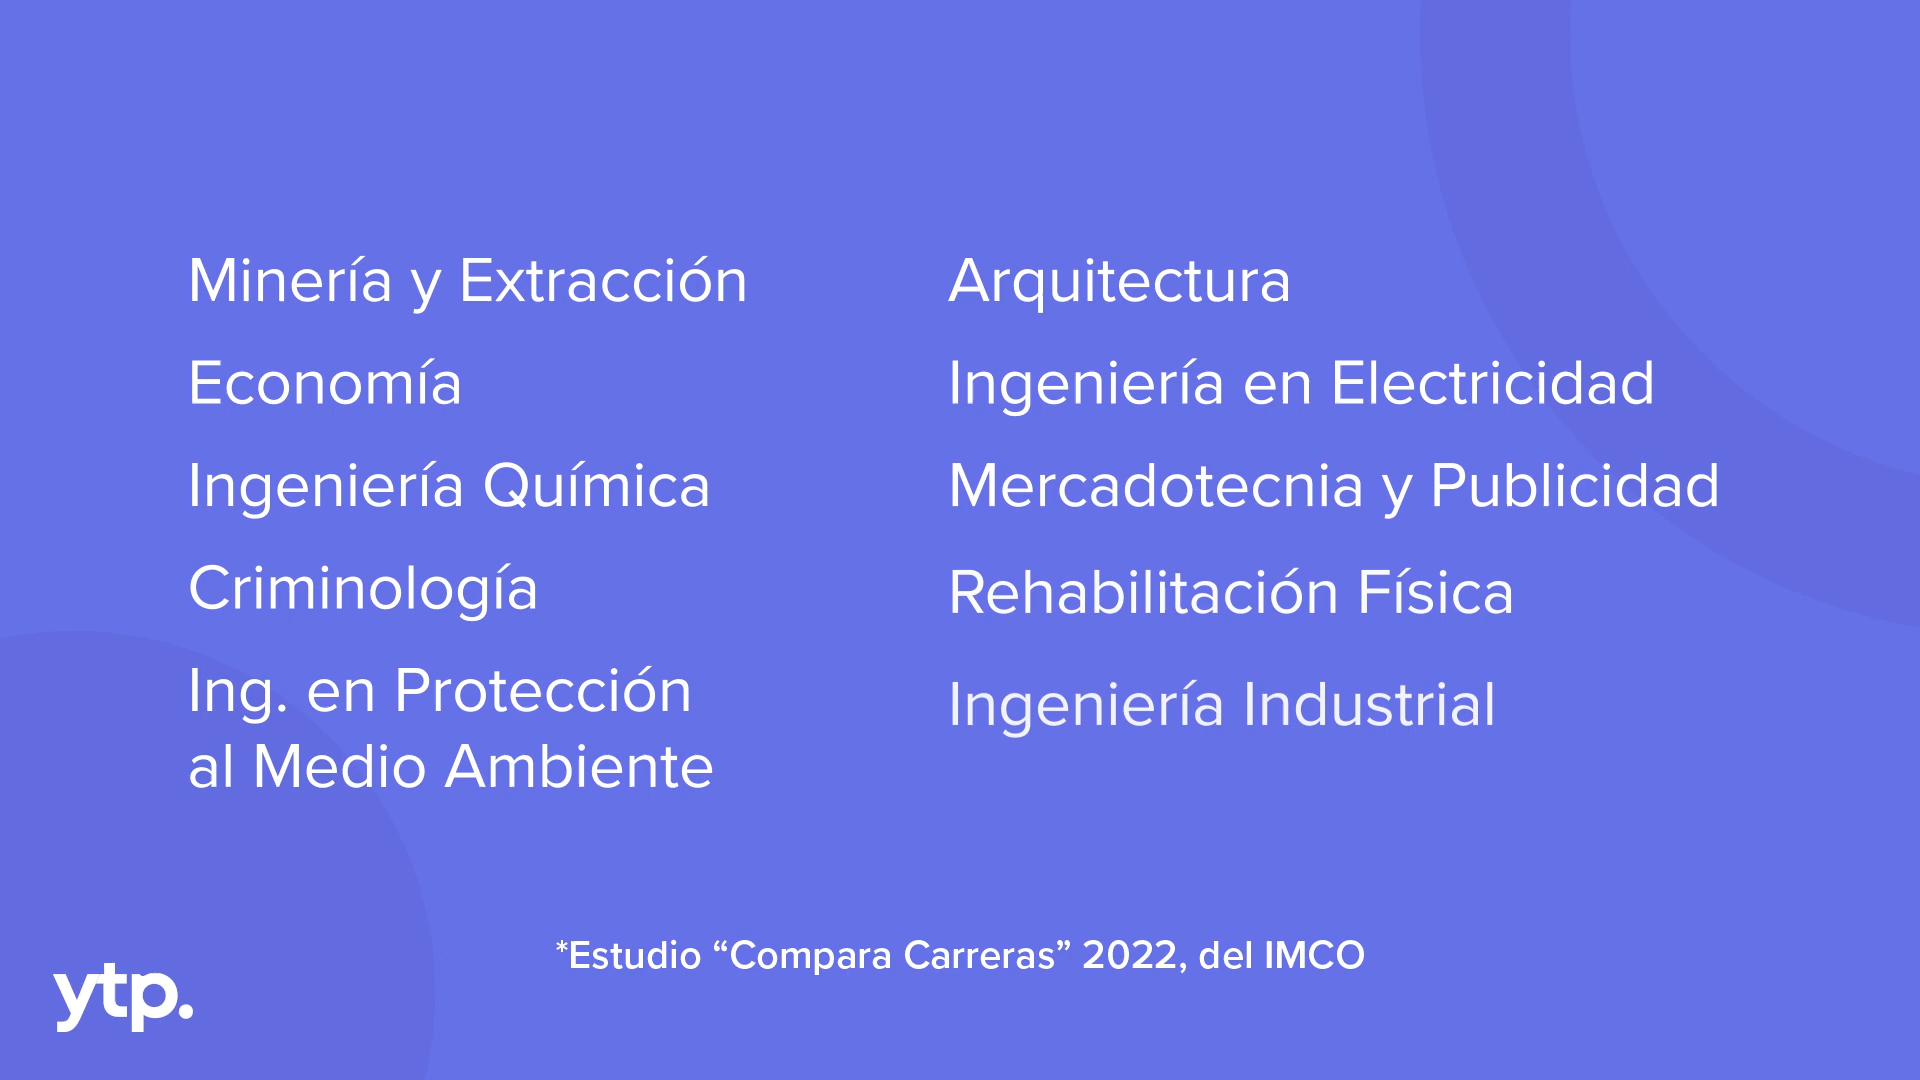 Minería y Extracción
Economía
Ingeniería Química
Criminología
Ing. en Protección
al Medio Ambiente
Arquitectura
Ingeniería en Electricidad
Mercadotecnia y Publicidad
Rehabilitación Física
Ingeniería Industrial
*Estudio “Compara Carreras” 2022, del IMCO
ytp.